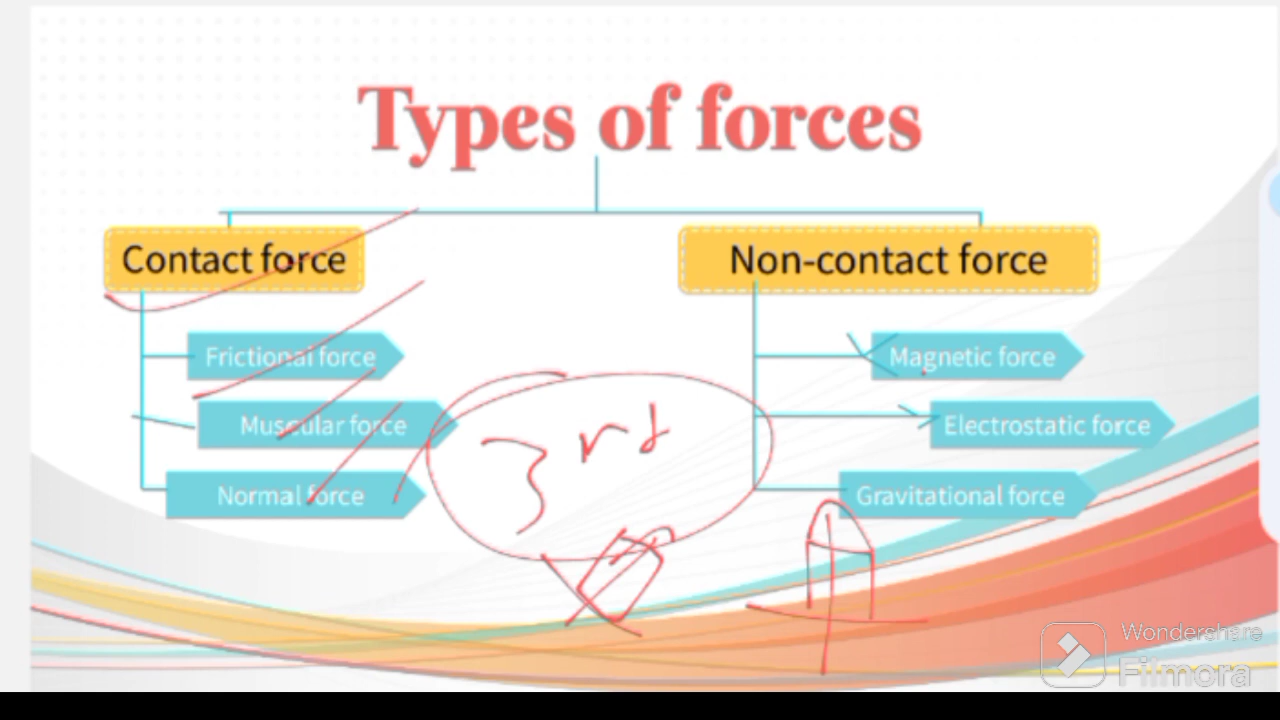 Types of forces
Contact force
Non-contact force
Frictional force
Magnetic force
Muscular force
Electrostatic force
3rd
Normal force
Gravitational force
Wondershare
Filmora